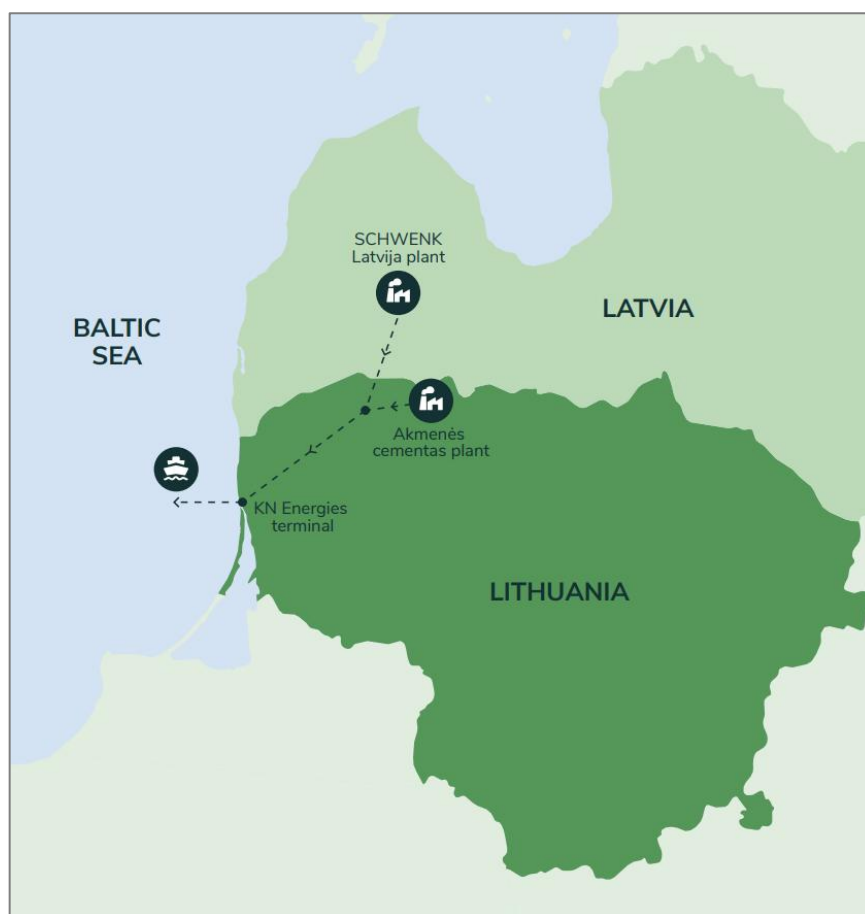 SCHWENK
Latvija plant
LATVIA
BALTIC
SEA
Akmenės
cementas plant
KN Energies
terminal
LITHUANIA